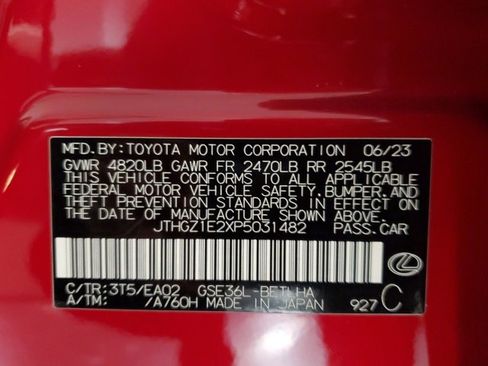 MFD.BY:TOYOTA MOTOR CORPORATION 06/23
GVWR 4820LB GAWR FR 2470LB RR 2545LB
THIS VEHICLE CONFORMS TO ALL APPLICABLE
FEDERAL MOTOR VEHICLE SAFETY, BUMPER, AND
THEFT PREVENTION STANDARDS IN EFFECT ON
THE DATE OF MANUFACTURE SHOWN ABOVE.
JTHGZ1E2XP5031482 PASS.CAR
C/TR:3T5/EA02 GSE36L-BETLHA
A/TM: /A760H MADE IN JAPAN 927 C